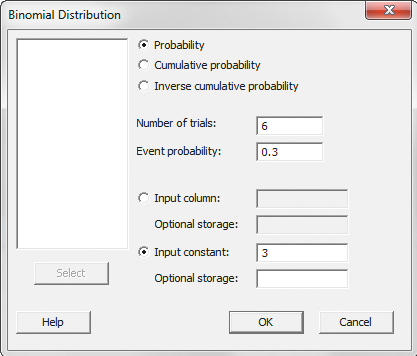 Binomial Distribution
Probability
Cumulative probability
Inverse cumulative probability
Number of trials: 6
Event probability: 0.3
Input column:
Optional storage:
Input constant: 3
Optional storage:
Select
Help OK Cancel